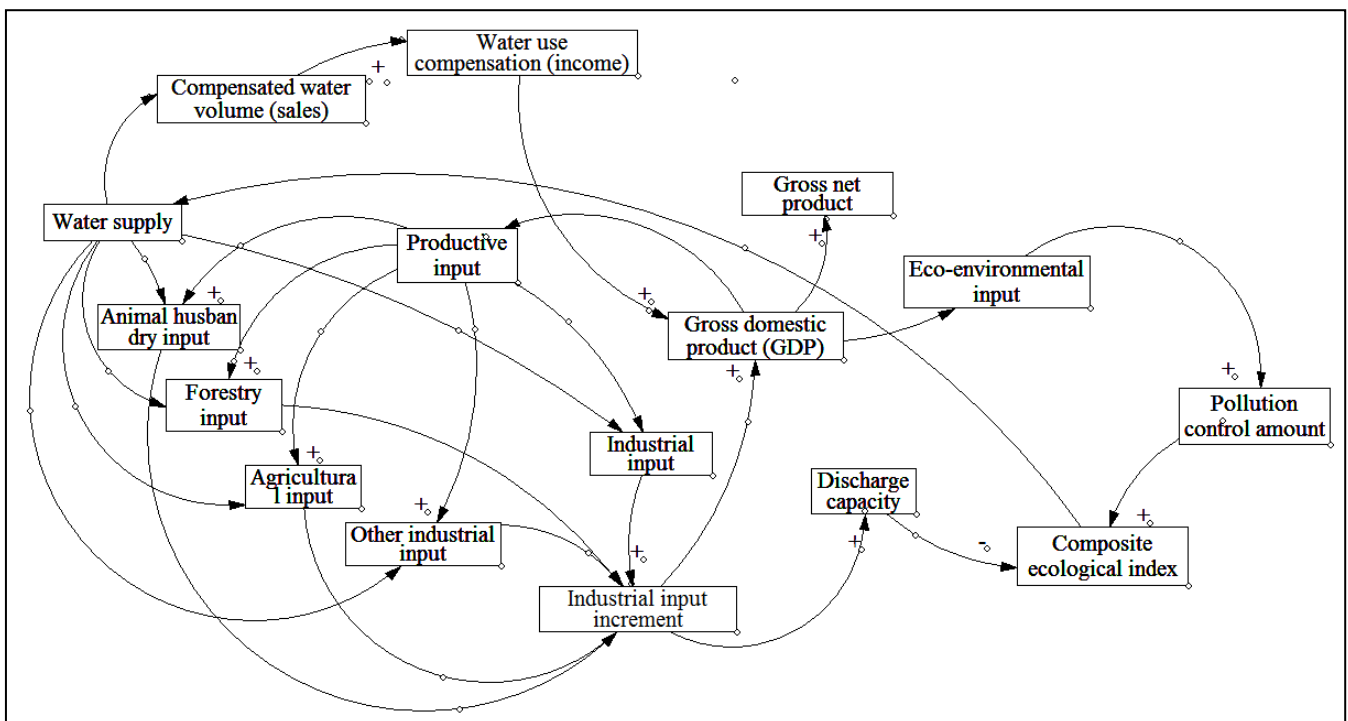 Water use
compensation (income)
+
Compensated water
volume (sales)
Gross net
product
Water supply
+
Productive
input
Eco-environmental
input
+
Animal husban
dry input
+
Gross domestic
product (GDP)
+
+
+
Forestry
input
Pollution
control amount
Industrial
input
+
Agricultura
l input
Discharge
capacity
+
Other industrial
input
+
-
+
+
Composite
ecological index
Industrial input
increment